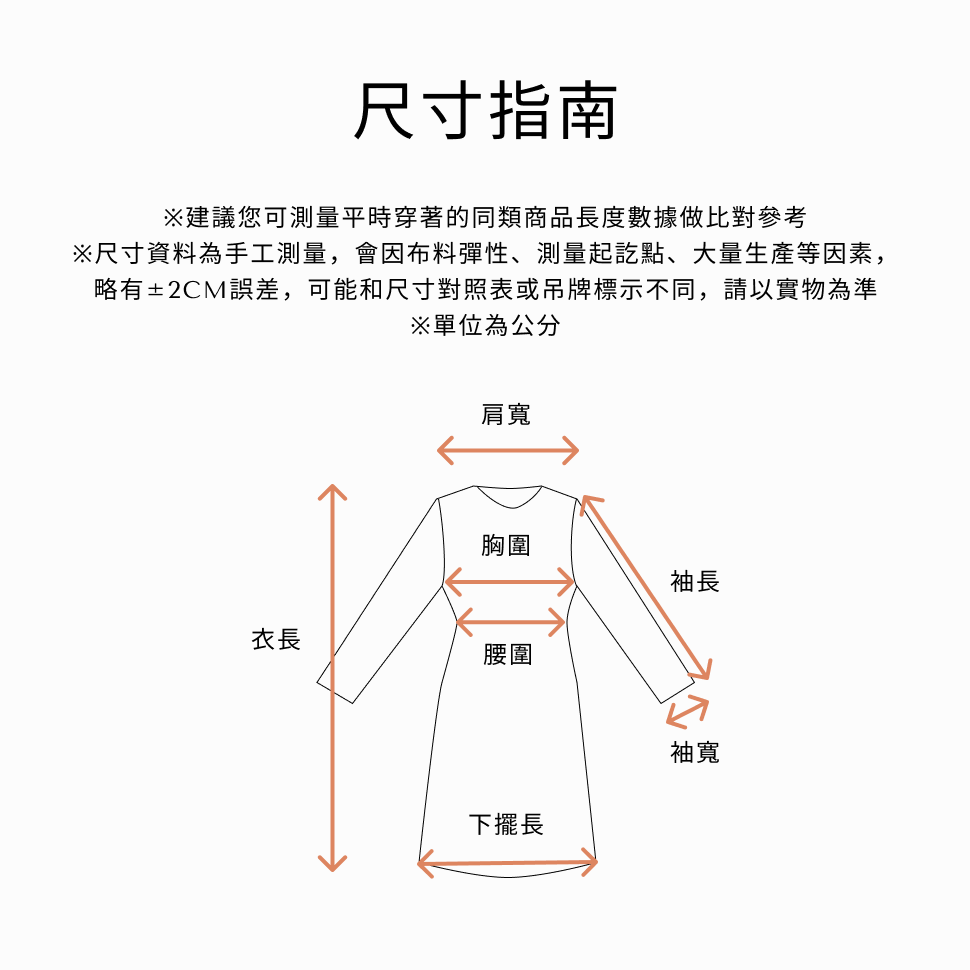 尺寸指南
※建議您可測量平時穿著的同類商品長度數據做比對參考
※尺寸資料為手工測量，會因布料彈性、測量起訖點、大量生產等因素，
略有±2CM誤差，可能和尺寸對照表或吊牌標示不同，請以實物為準
※單位為公分
肩寬
胸圍
袖長
衣長
腰圍
袖寬
下擺長